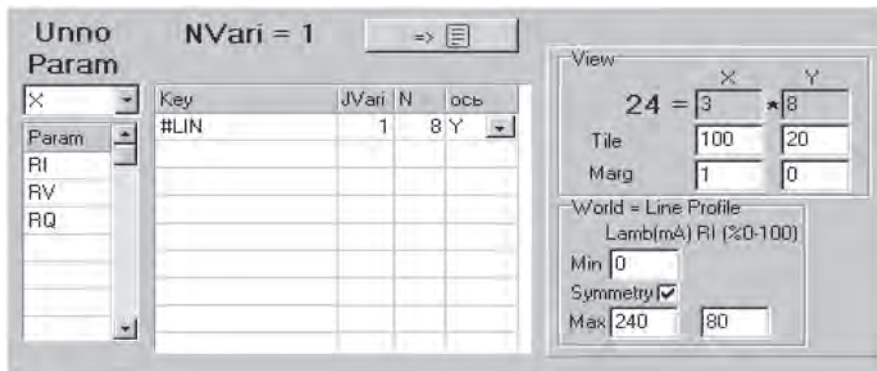 Unno
Param
NVari = 1
=>
X
Param
RI
RV
RQ
Key JVari N ось
#LIN 1 8 Y
View
X Y
24 = 3 * 8
Tile 100 20
Marg 1 0
World = Line Profile
Lamb(mA) RI (%0-100)
Min 0
Symmetry
Max 240 80